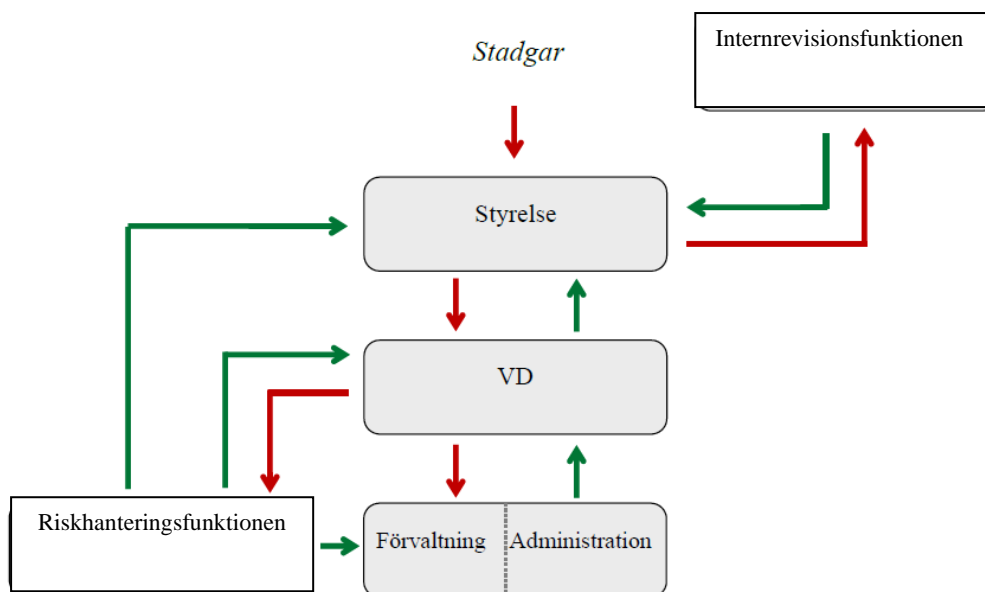 Internrevisionsfunktionen
Stadgar
Styrelse
VD
Riskhanteringsfunktionen
Förvaltning
Administration